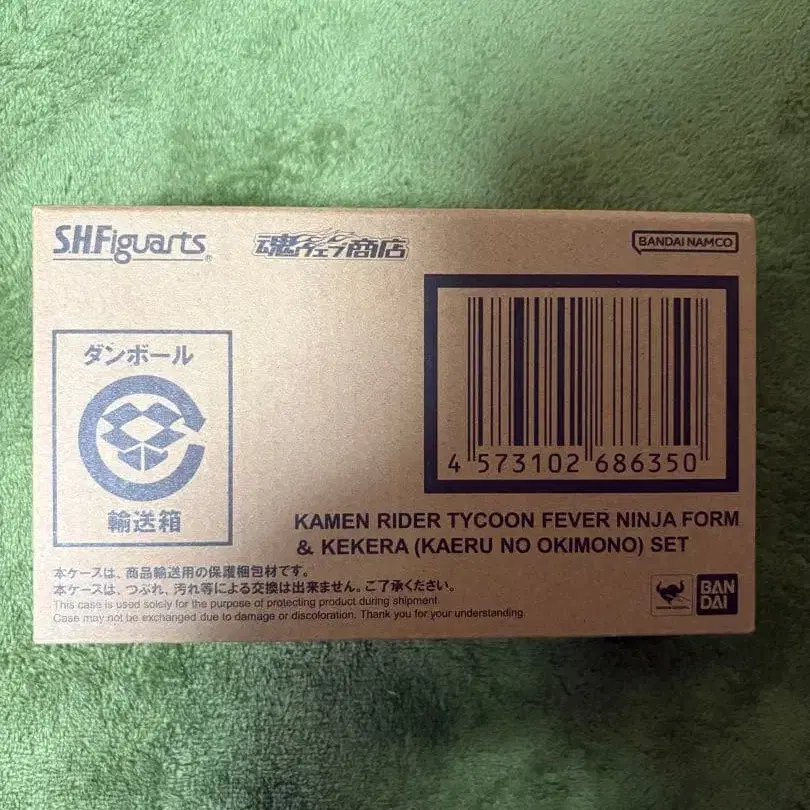 S.H.Figuarts®
魂ウェブ商店
BANDAI NAMCO
ダンボール
輸送箱
4 573102 686350
KAMEN RIDER TYCOON FEVER NINJA FORM
& KEKERA (KAERU NO OKIMONO) SET
本ケースは、商品輸送用の保護梱包材です。
本ケースは、つぶれ、汚れ等による交換は出来ません。ご了承ください。
This case is used solely for the purpose of protecting product during shipment.
Case may not be exchanged due to damage or discoloration. Thank you for your understanding.
BAN
DAI